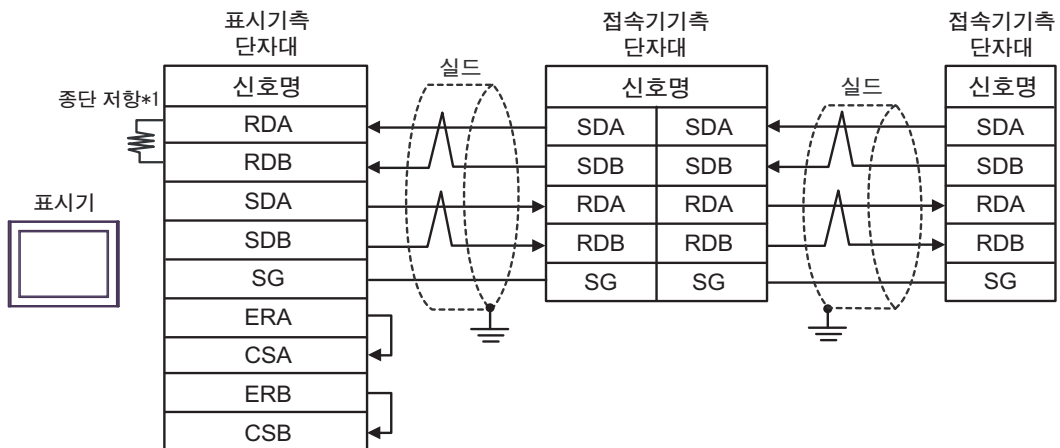 표시기
종단 저항*1
표시기측
단자대
신호명
RDA
RDB
SDA
SDB
SG
ERA
CSA
ERB
CSB
실드
접속기기측
단자대
신호명
SDA SDA
SDB SDB
RDA RDA
RDB RDB
SG SG
실드
접속기기측
단자대
신호명
SDA
SDB
RDA
RDB
SG